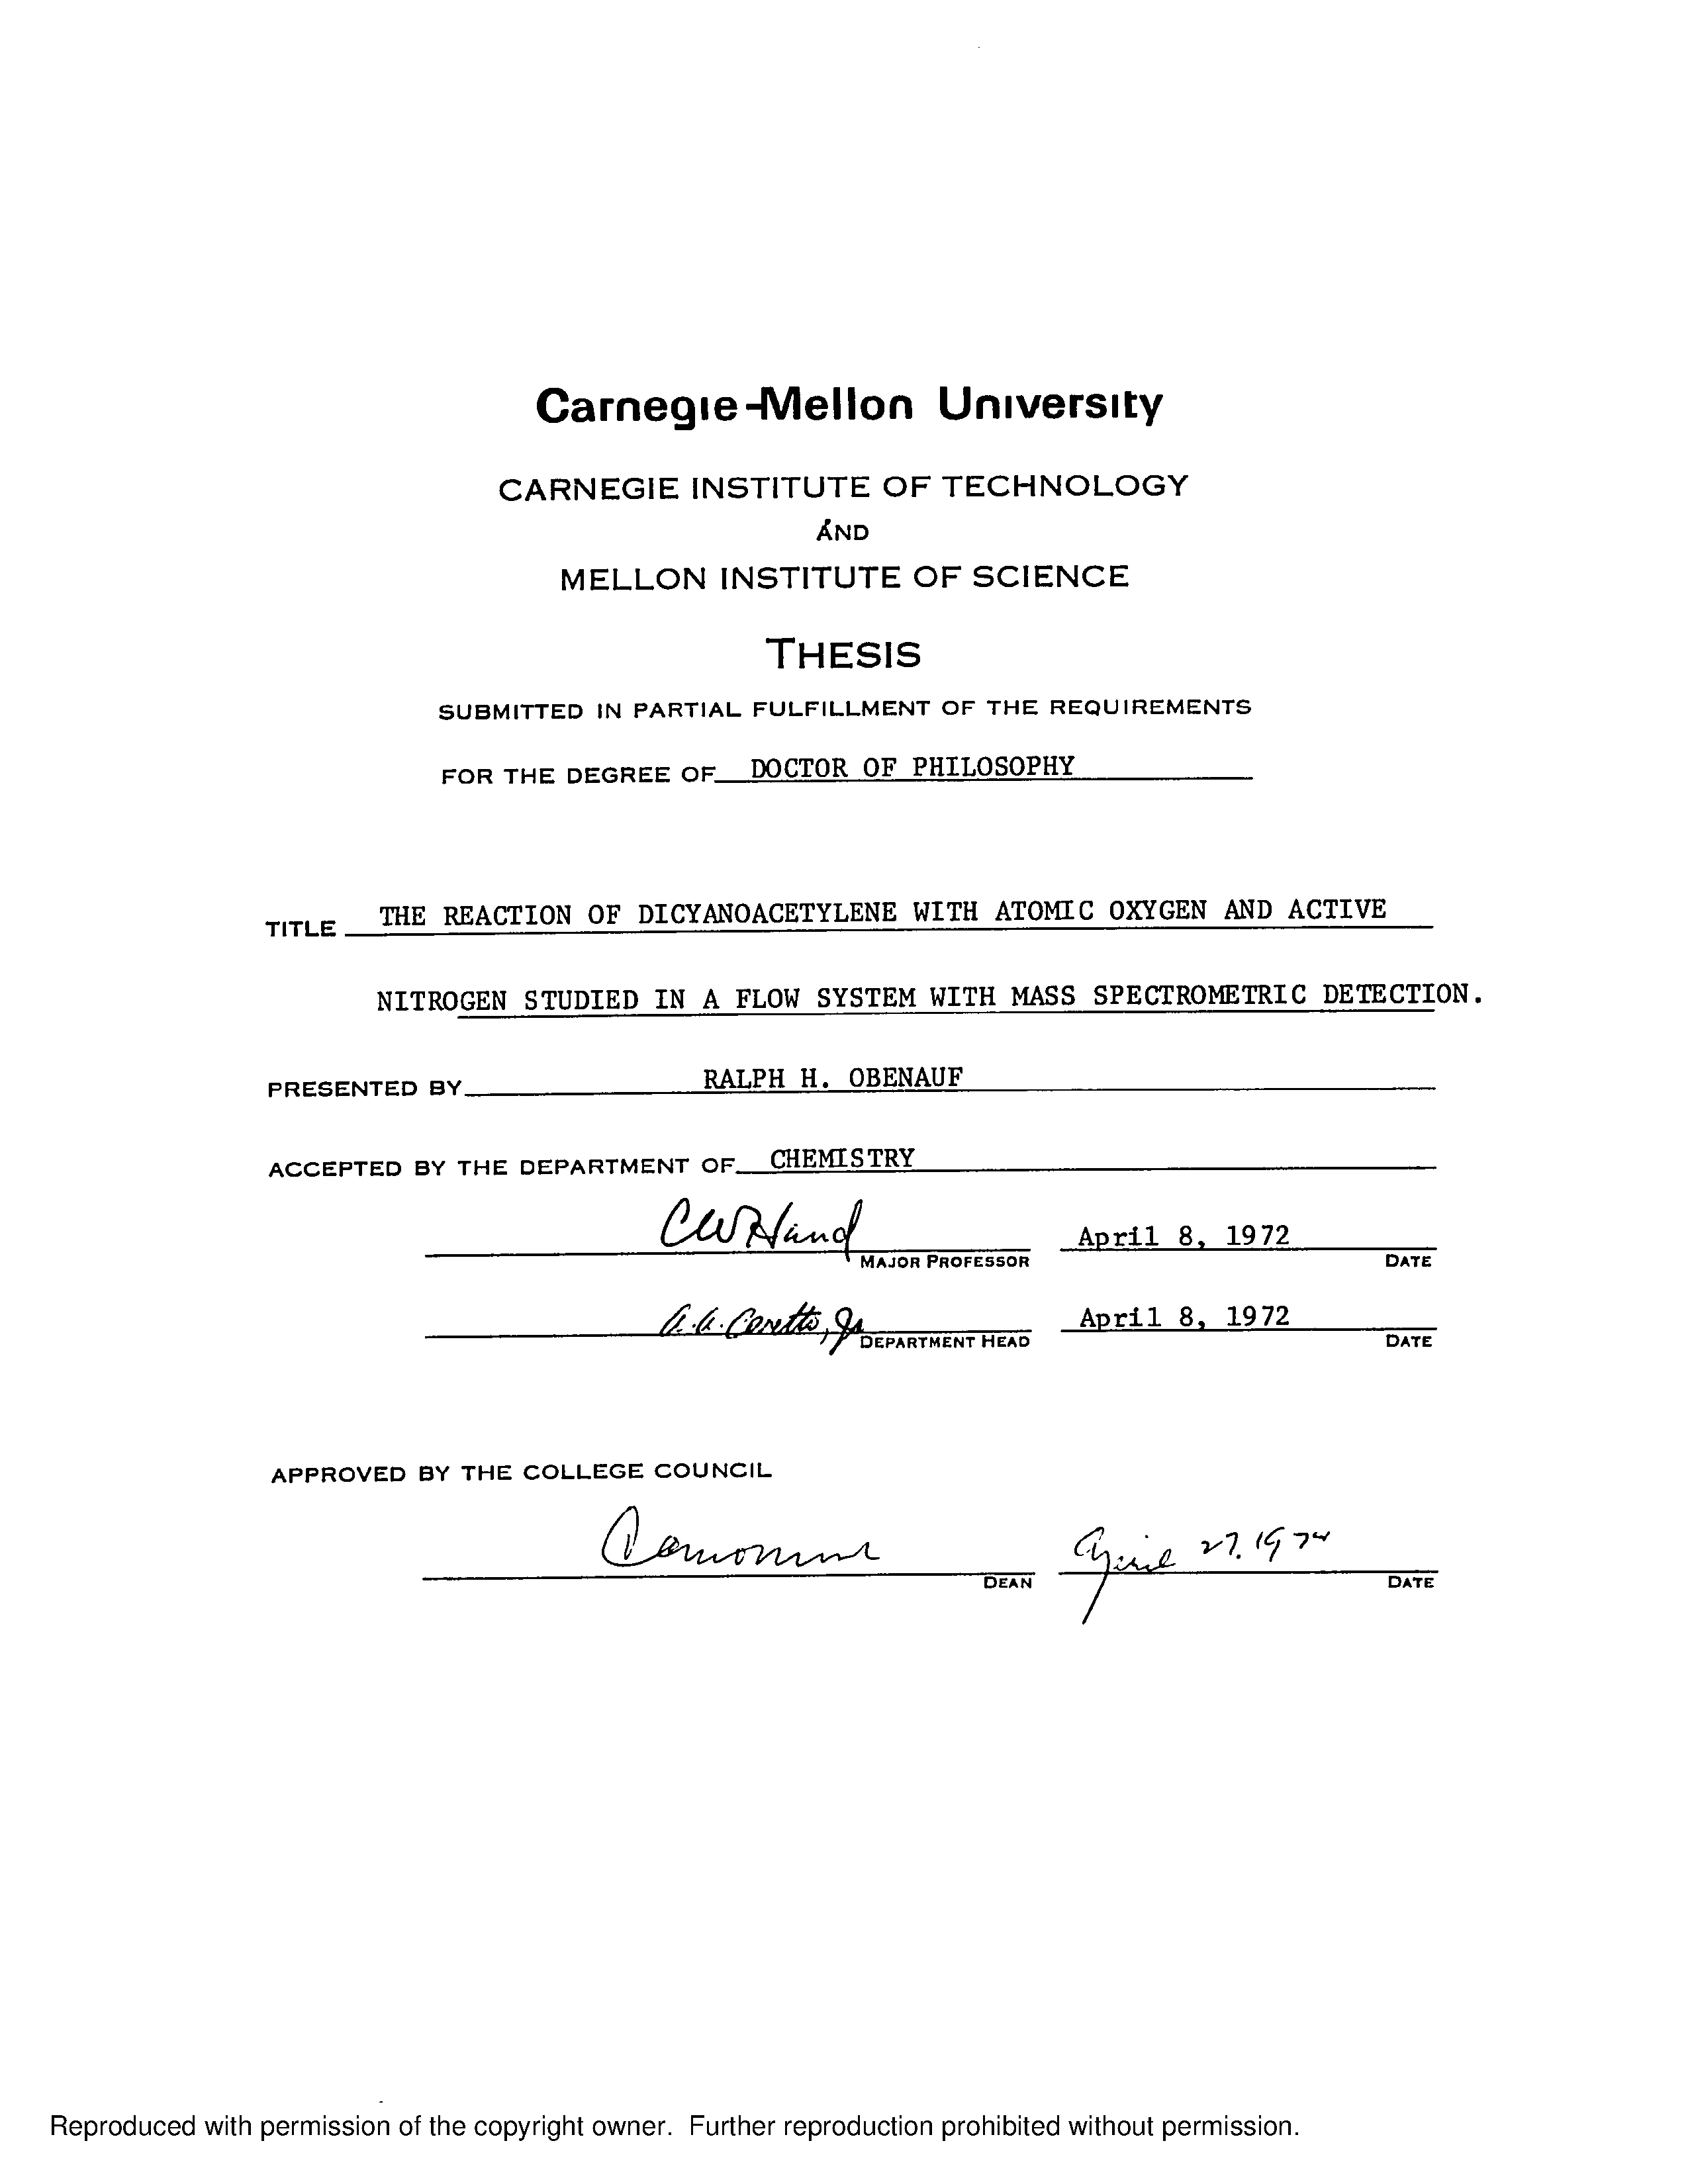 Carnegie-Mellon University
CARNEGIE INSTITUTE OF TECHNOLOGY
AND
MELLON INSTITUTE OF SCIENCE
THESIS
SUBMITTED IN PARTIAL FULFILLMENT OF THE REQUIREMENTS
FOR THE DEGREE OF DOCTOR OF PHILOSOPHY
TITLE THE REACTION OF DICYANOACETYLENE WITH ATOMIC OXYGEN AND ACTIVE
NITROGEN STUDIED IN A FLOW SYSTEM WITH MASS SPECTROMETRIC DETECTION.
PRESENTED BY RALPH H. OBENAUF
ACCEPTED BY THE DEPARTMENT OF CHEMISTRY
CW Hand April 8, 1972
MAJOR PROFESSOR DATE
April 8, 1972
DEPARTMENT HEAD DATE
APPROVED BY THE COLLEGE COUNCIL
April 27. 197
DEAN DATE
Reproduced with permission of the copyright owner. Further reproduction prohibited without permission.